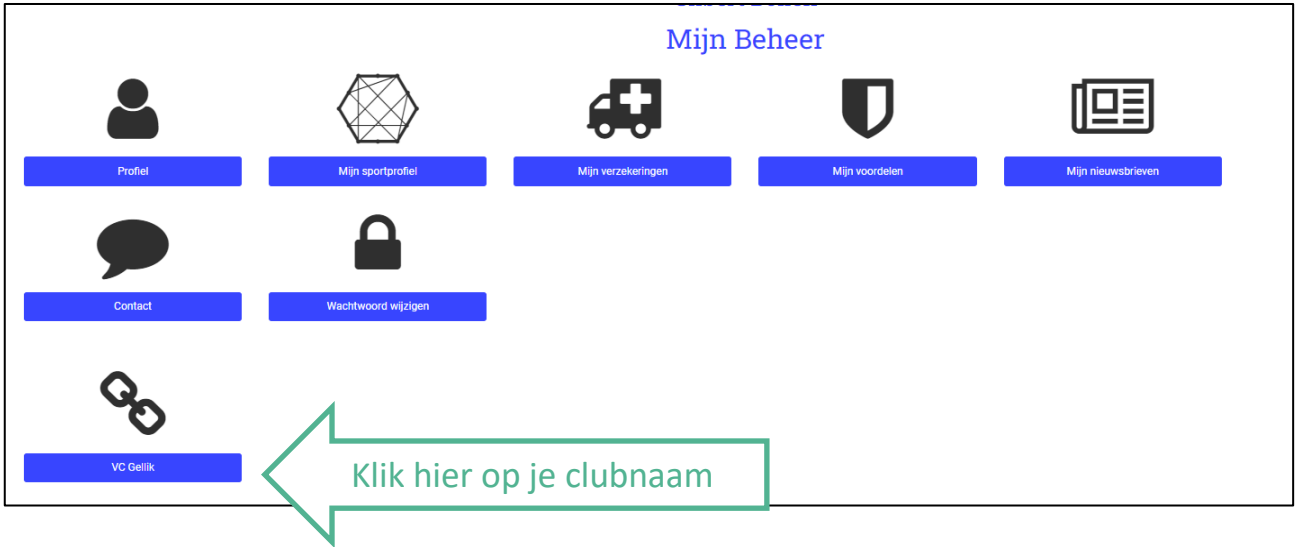 Mijn Beheer
Profiel
Mijn sportprofiel
Mijn verzekeringen
Mijn voordelen
Mijn nieuwsbrieven
Contact
Wachtwoord wijzigen
VC Gellik
Klik hier op je clubnaam